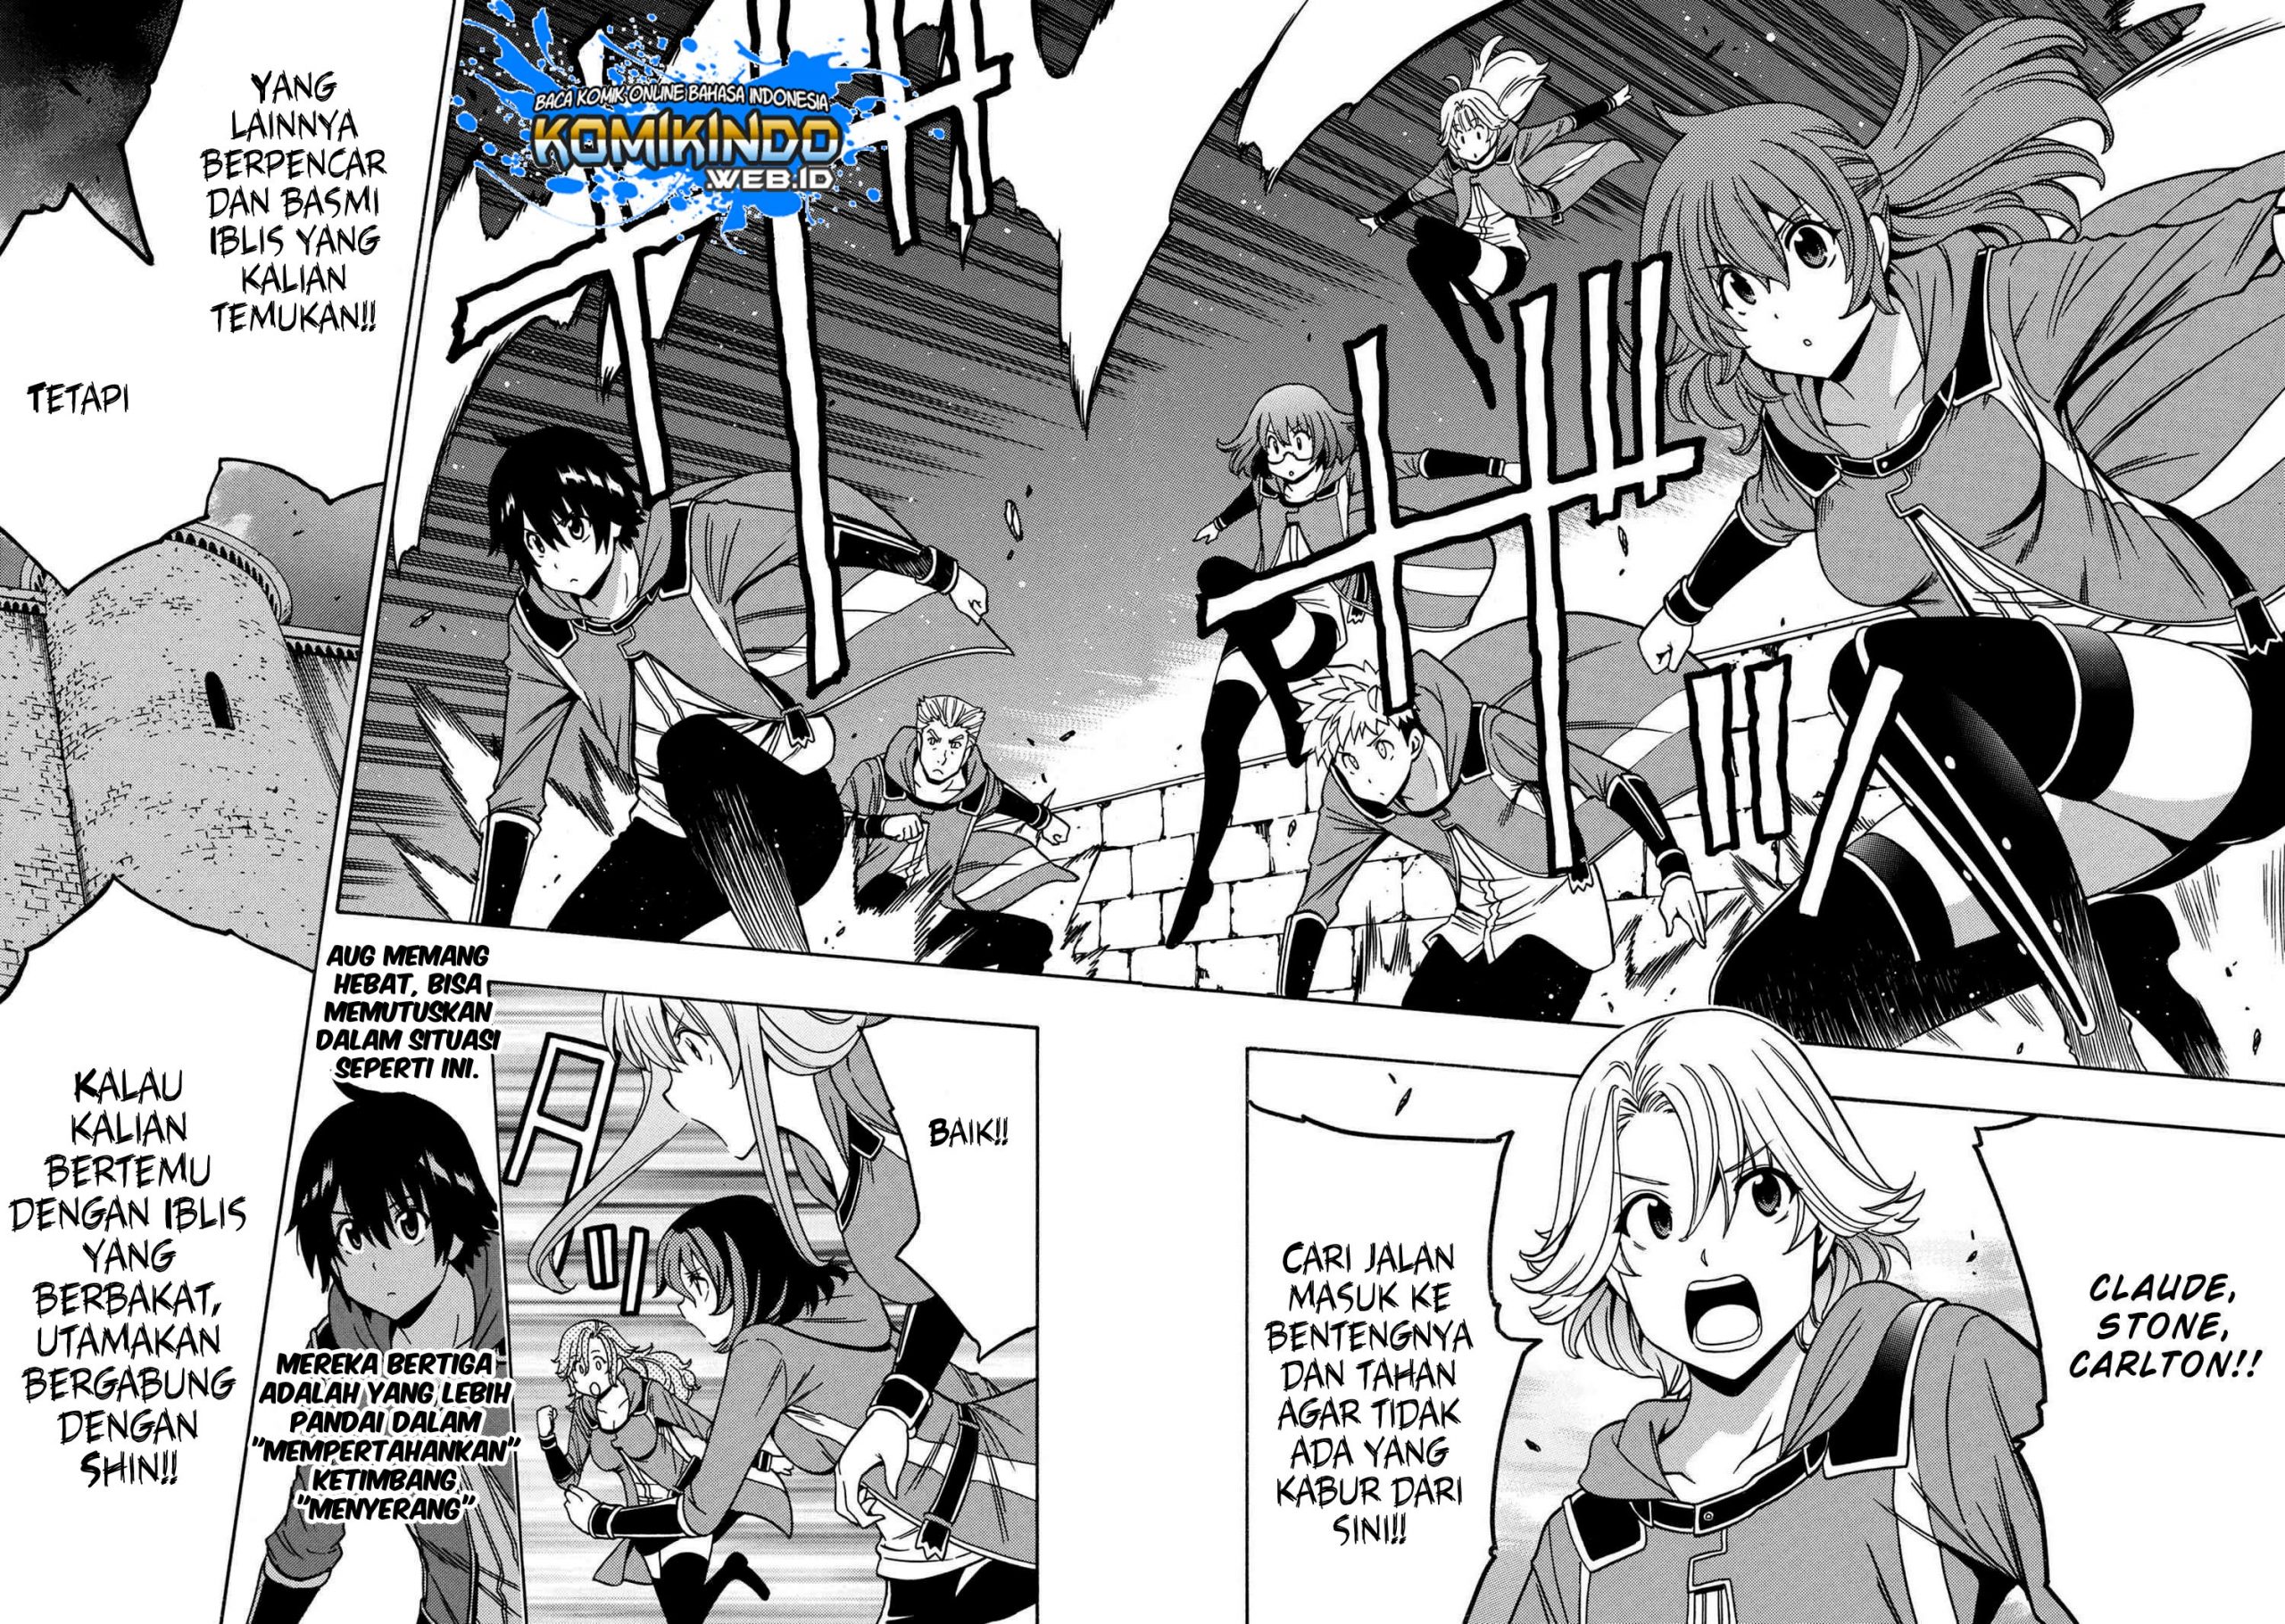 BACA KOMIK ONLINE BAHASA INDONESIA
KOMIKINDO
.WEB.ID
CLAUDE,
STONE,
CARLTON!!
CARI JALAN
MASUK KE
BENTENGNYA
DAN TAHAN
AGAR TIDAK
ADA YANG
KABUR DARI
SINI!!
BAIK!!
AUG MEMANG
HEBAT, BISA
MEMUTUSKAN
DALAM SITUASI
SEPERTI INI.
MEREKA BERTIGA
ADALAH YANG LEBIH
PANDAI DALAM
"MEMPERTAHANKAN"
KETIMBANG
"MENYERANG"
YANG
LAINNYA
BERPENCAR
DAN BASMI
IBLIS YANG
KALIAN
TEMUKAN!!
TETAPI
KALAU
KALIAN
BERTEMU
DENGAN IBLIS
YANG
BERBAKAT,
UTAMAKAN
BERGABUNG
DENGAN
SHIN!!